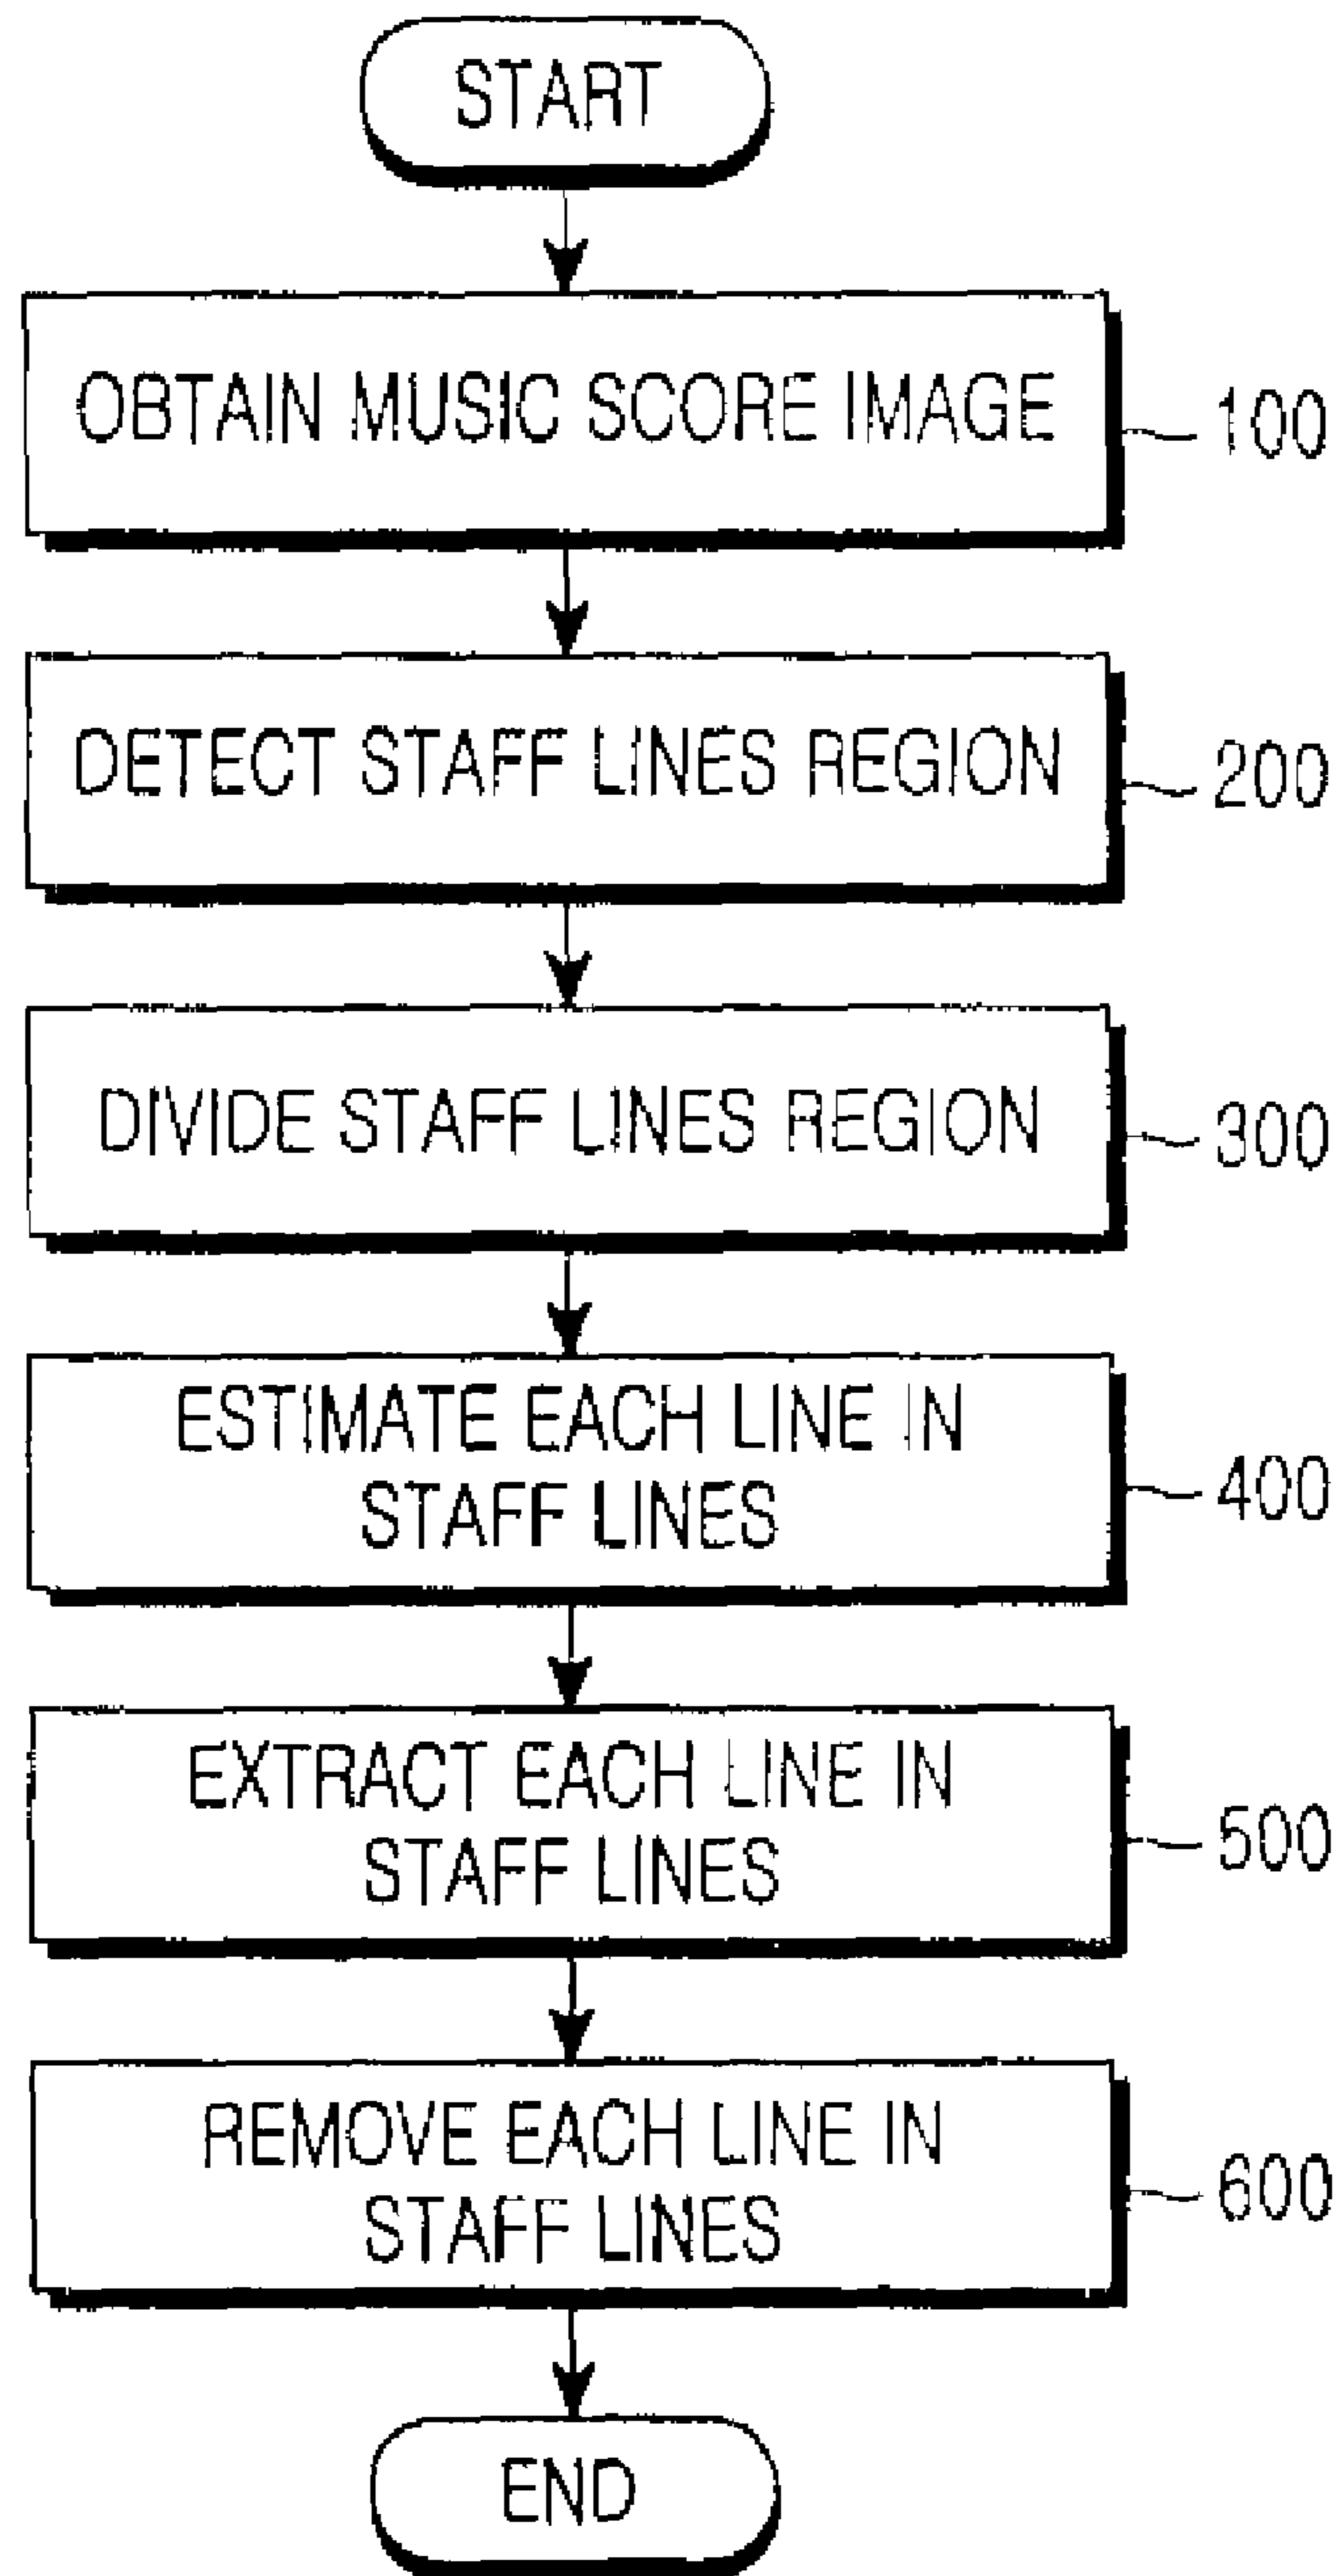 START
OBTAIN MUSIC SCORE IMAGE
100
DETECT STAFF LINES REGION
200
DIVIDE STAFF LINES REGION
300
ESTIMATE EACH LINE IN
STAFF LINES
400
EXTRACT EACH LINE IN
STAFF LINES
500
REMOVE EACH LINE IN
STAFF LINES
600
END